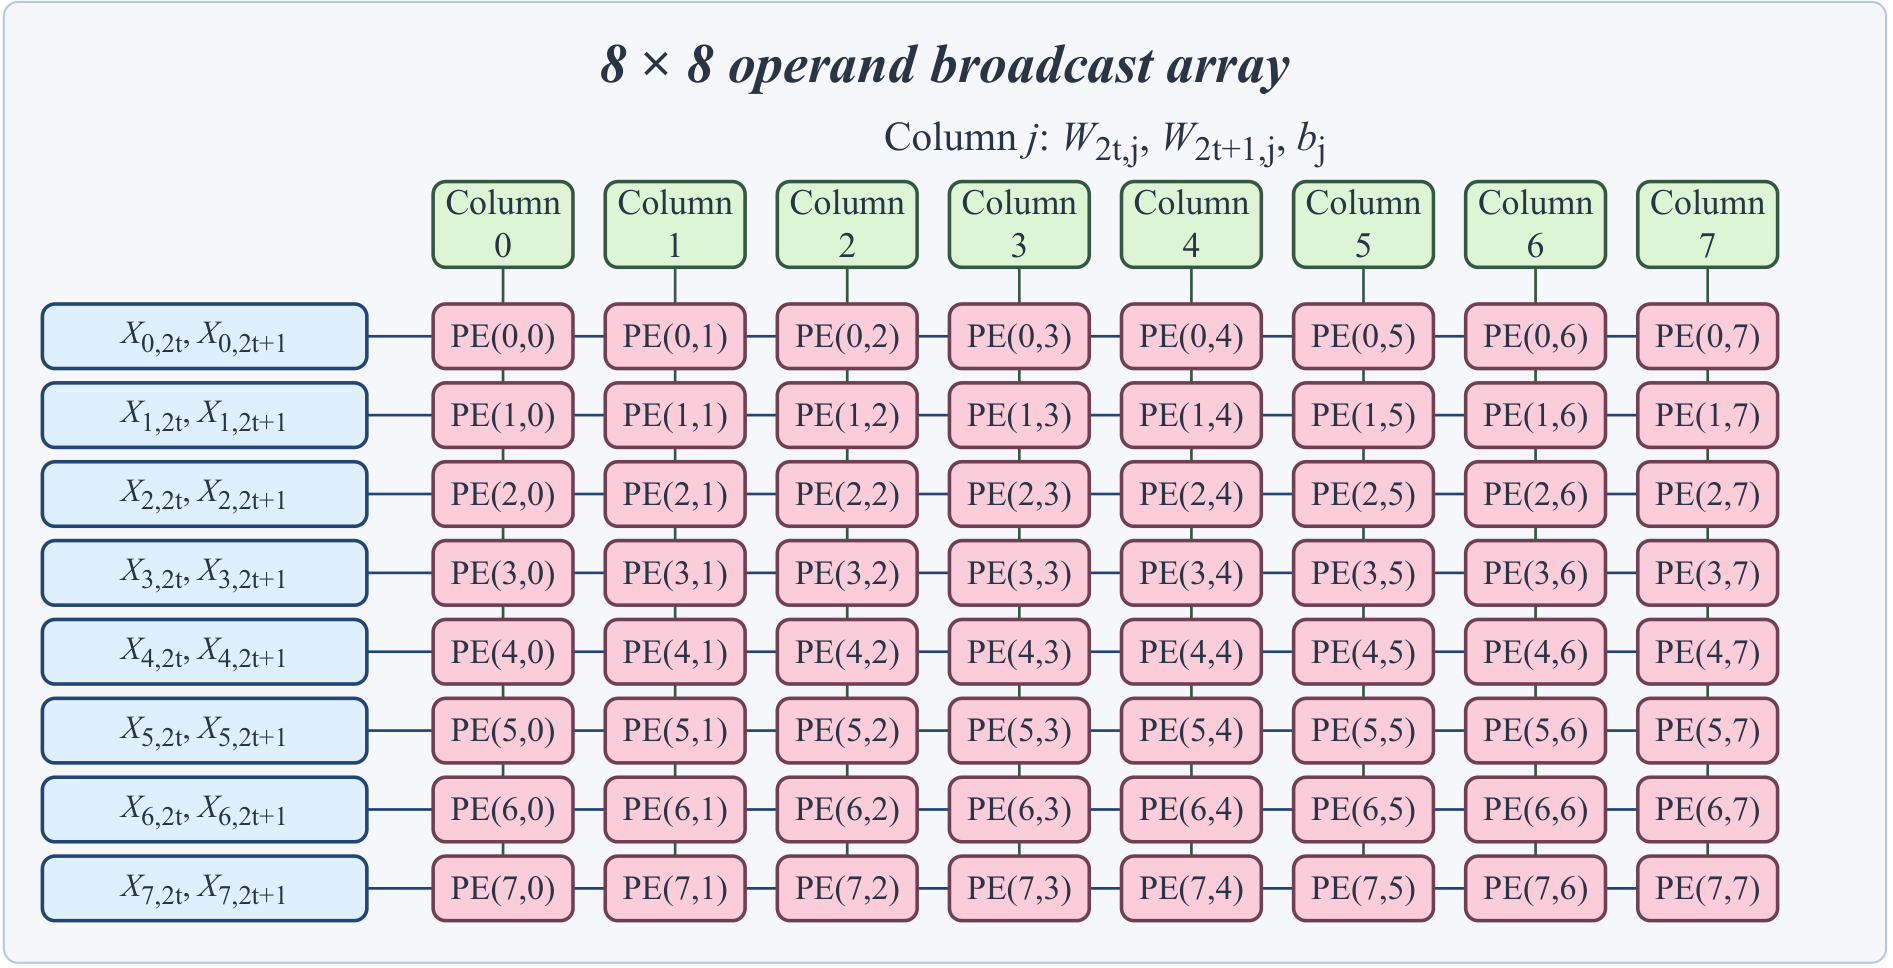 8 × 8 operand broadcast array
Column j: W2t,j, W2t+1,j, bj
Column 0 Column 1 Column 2 Column 3 Column 4 Column 5 Column 6 Column 7
X0,2t, X0,2t+1 PE(0,0) PE(0,1) PE(0,2) PE(0,3) PE(0,4) PE(0,5) PE(0,6) PE(0,7)
X1,2t, X1,2t+1 PE(1,0) PE(1,1) PE(1,2) PE(1,3) PE(1,4) PE(1,5) PE(1,6) PE(1,7)
X2,2t, X2,2t+1 PE(2,0) PE(2,1) PE(2,2) PE(2,3) PE(2,4) PE(2,5) PE(2,6) PE(2,7)
X3,2t, X3,2t+1 PE(3,0) PE(3,1) PE(3,2) PE(3,3) PE(3,4) PE(3,5) PE(3,6) PE(3,7)
X4,2t, X4,2t+1 PE(4,0) PE(4,1) PE(4,2) PE(4,3) PE(4,4) PE(4,5) PE(4,6) PE(4,7)
X5,2t, X5,2t+1 PE(5,0) PE(5,1) PE(5,2) PE(5,3) PE(5,4) PE(5,5) PE(5,6) PE(5,7)
X6,2t, X6,2t+1 PE(6,0) PE(6,1) PE(6,2) PE(6,3) PE(6,4) PE(6,5) PE(6,6) PE(6,7)
X7,2t, X7,2t+1 PE(7,0) PE(7,1) PE(7,2) PE(7,3) PE(7,4) PE(7,5) PE(7,6) PE(7,7)